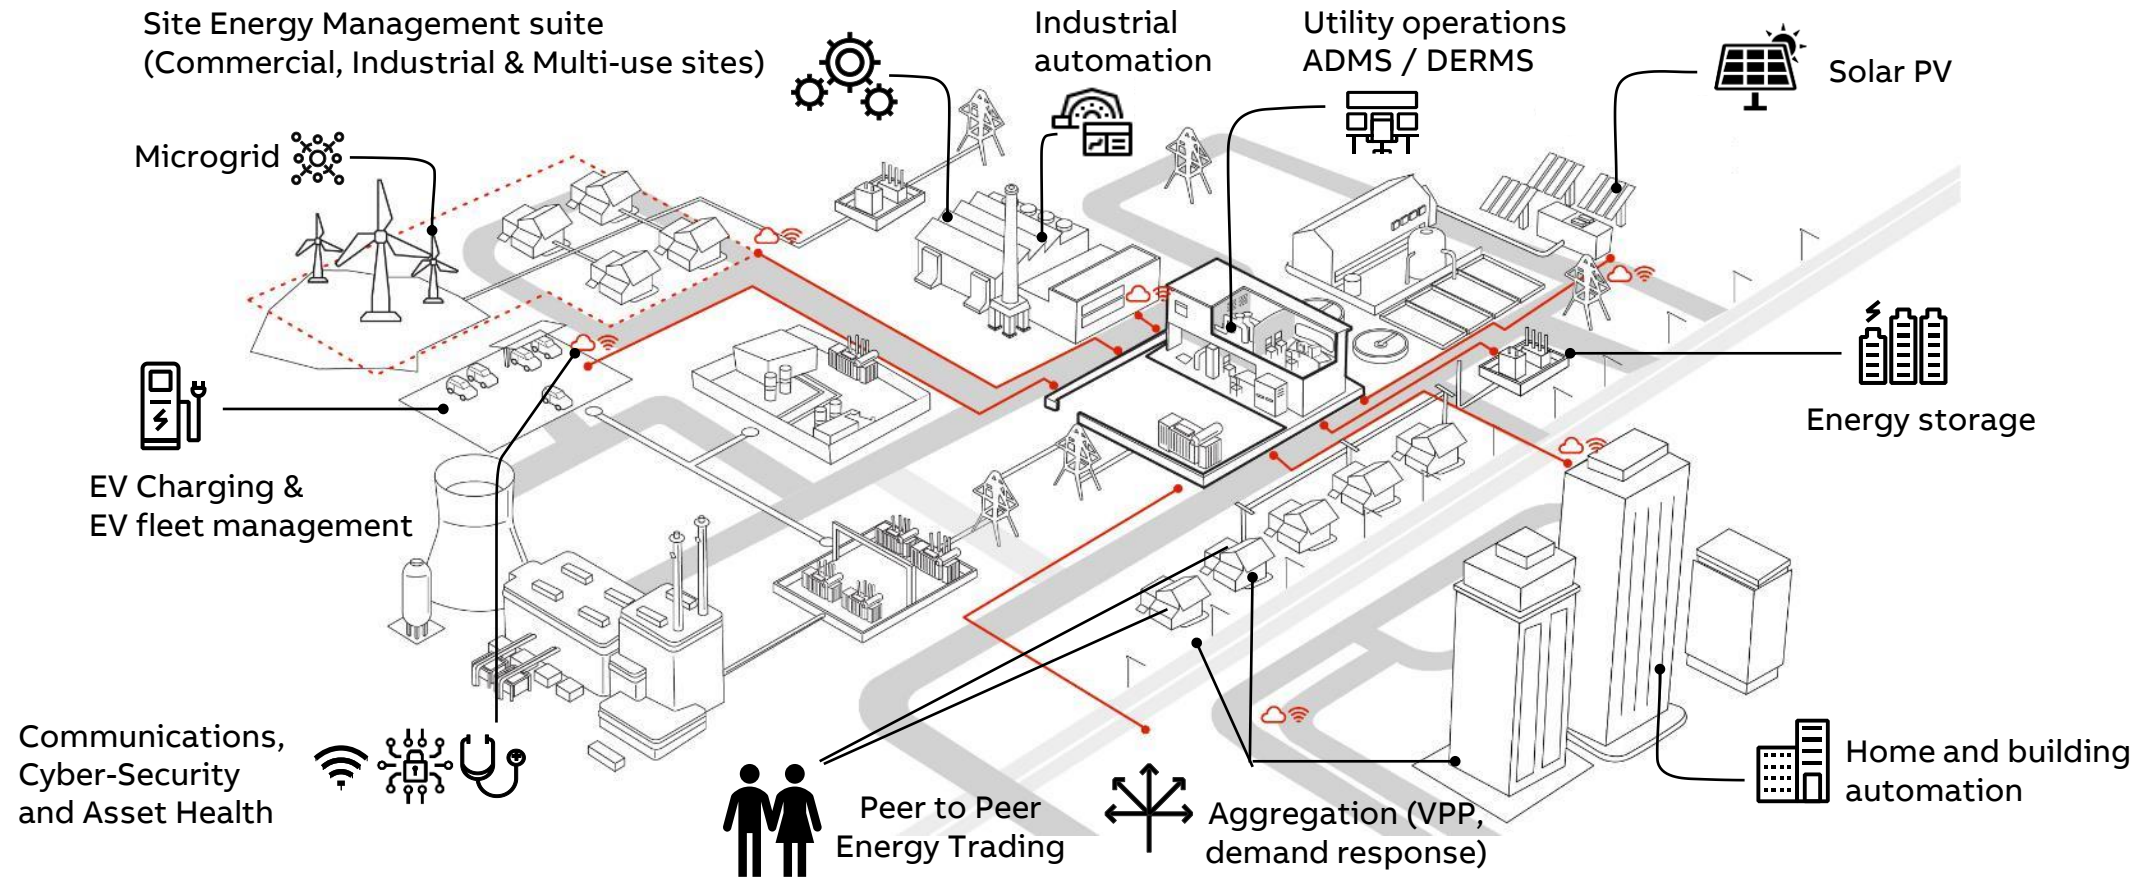 Site Energy Management suite
(Commercial, Industrial & Multi-use sites)
Industrial
automation
Utility operations
ADMS / DERMS
Solar PV
Microgrid
Energy storage
EV Charging &
EV fleet management
Communications,
Cyber-Security
and Asset Health
Peer to Peer
Energy Trading
Aggregation (VPP,
demand response)
Home and building
automation